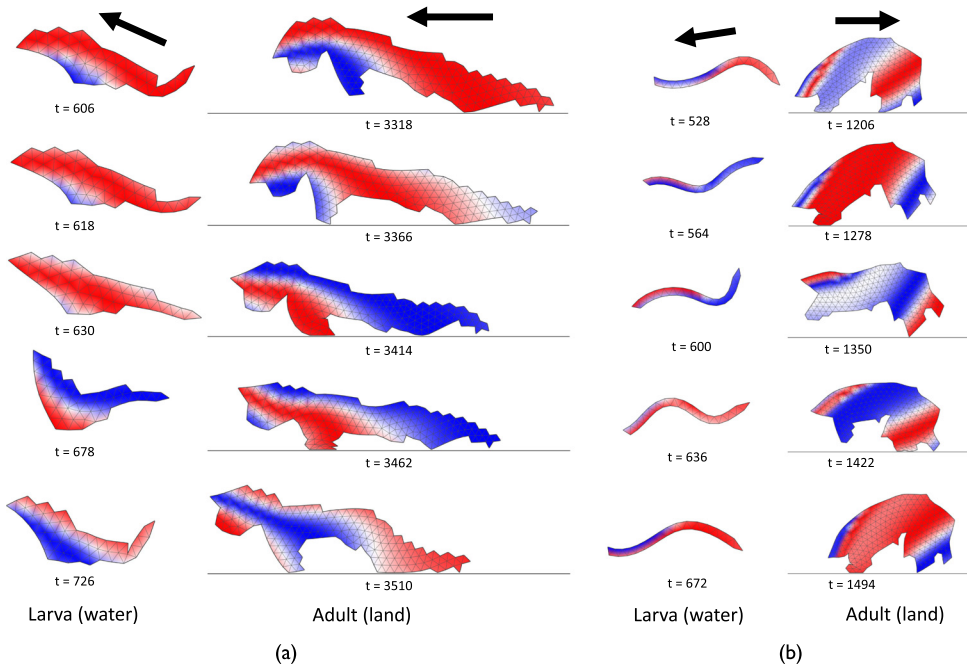 t = 606
t = 3318
t = 528
t = 1206
t = 618
t = 3366
t = 564
t = 1278
t = 630
t = 3414
t = 600
t = 1350
t = 678
t = 3462
t = 636
t = 1422
t = 726
t = 3510
t = 672
t = 1494
Larva (water)
Adult (land)
Larva (water)
Adult (land)
(a)
(b)